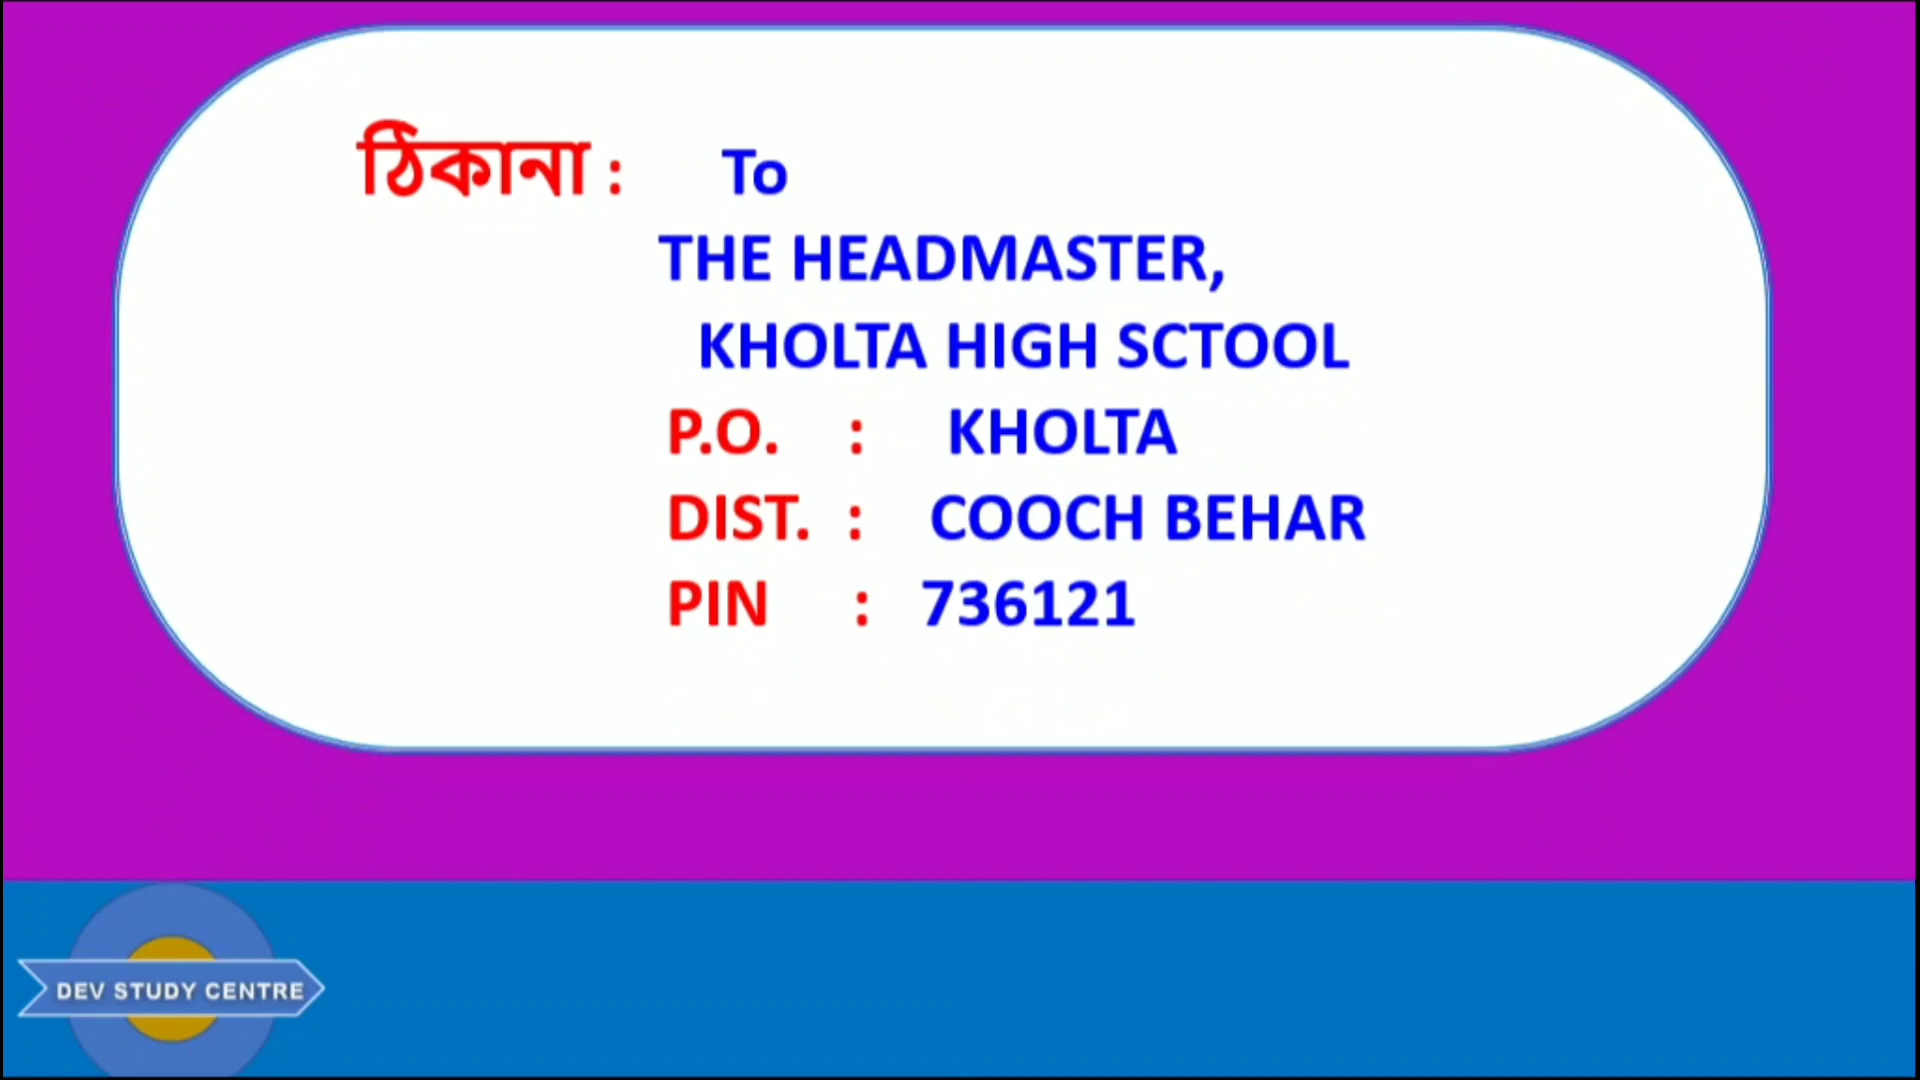 ঠিকানা : To
THE HEADMASTER,
KHOLTA HIGH SCTOOL
P.O. : KHOLTA
DIST. : COOCH BEHAR
PIN : 736121
DEV STUDY CENTRE